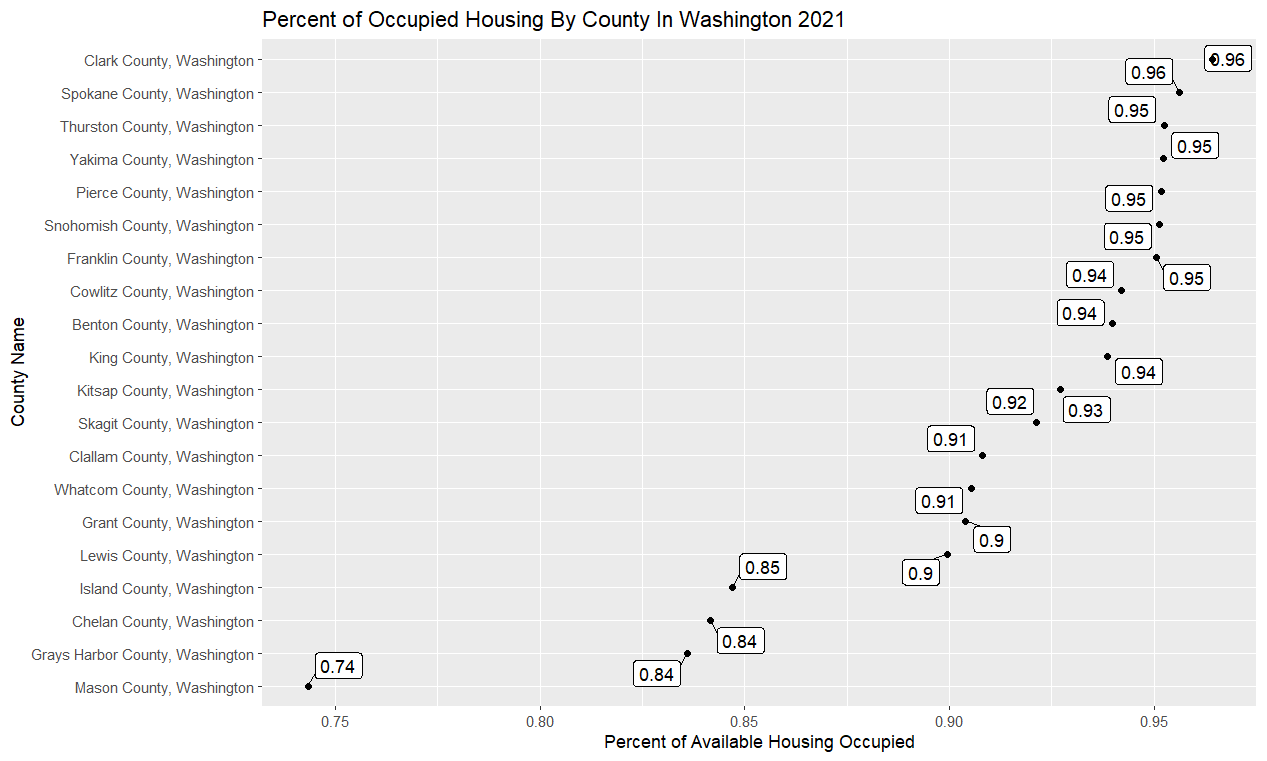 Percent of Occupied Housing By County In Washington 2021
County Name
Clark County, Washington
0.96
Spokane County, Washington
0.96
Thurston County, Washington
0.95
Yakima County, Washington
0.95
Pierce County, Washington
0.95
Snohomish County, Washington
0.95
Franklin County, Washington
0.95
Cowlitz County, Washington
0.94
Benton County, Washington
0.94
King County, Washington
0.94
Kitsap County, Washington
0.93
Skagit County, Washington
0.92
Clallam County, Washington
0.91
Whatcom County, Washington
0.91
Grant County, Washington
0.9
Lewis County, Washington
0.9
Island County, Washington
0.85
Chelan County, Washington
0.84
Grays Harbor County, Washington
0.84
Mason County, Washington
0.74
0.75 0.80 0.85 0.90 0.95
Percent of Available Housing Occupied